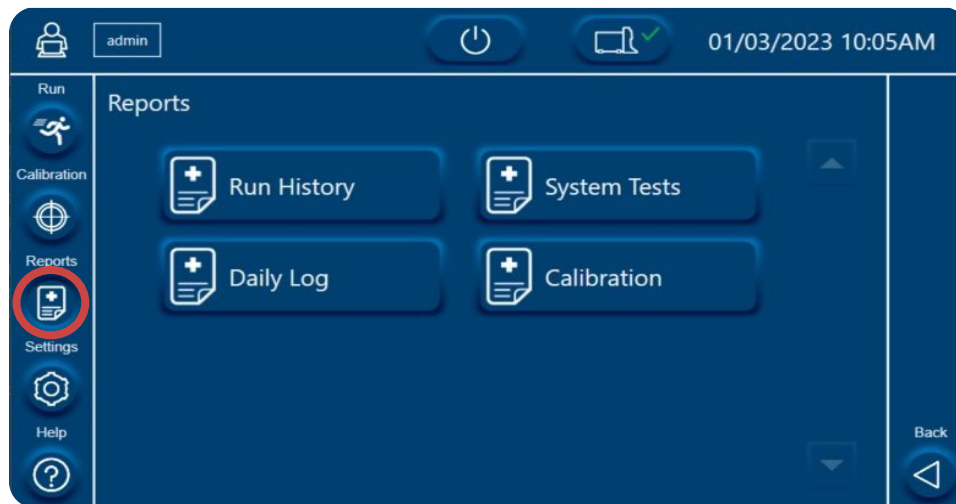 admin
01/03/2023 10:05AM
Run
Calibration
Reports
Settings
Help
Reports
Run History
System Tests
Daily Log
Calibration
Back